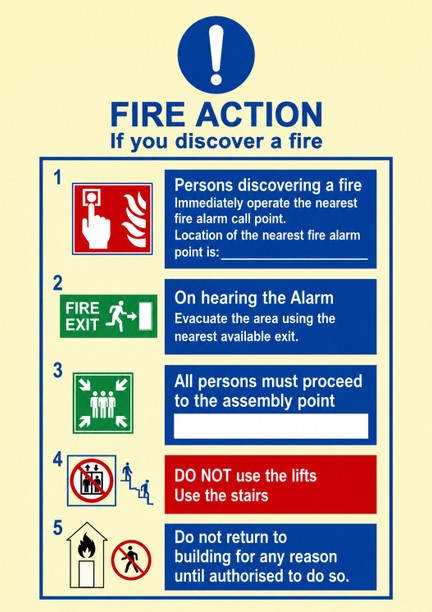 FIRE ACTION
If you discover a fire
1
Persons discovering a fire
Immediately operate the nearest
fire alarm call point.
Location of the nearest fire alarm
point is:
2
FIRE
EXIT
On hearing the Alarm
Evacuate the area using the
nearest available exit.
3
All persons must proceed
to the assembly point
4
DO NOT use the lifts
Use the stairs
5
Do not return to
building for any reason
until authorised to do so.